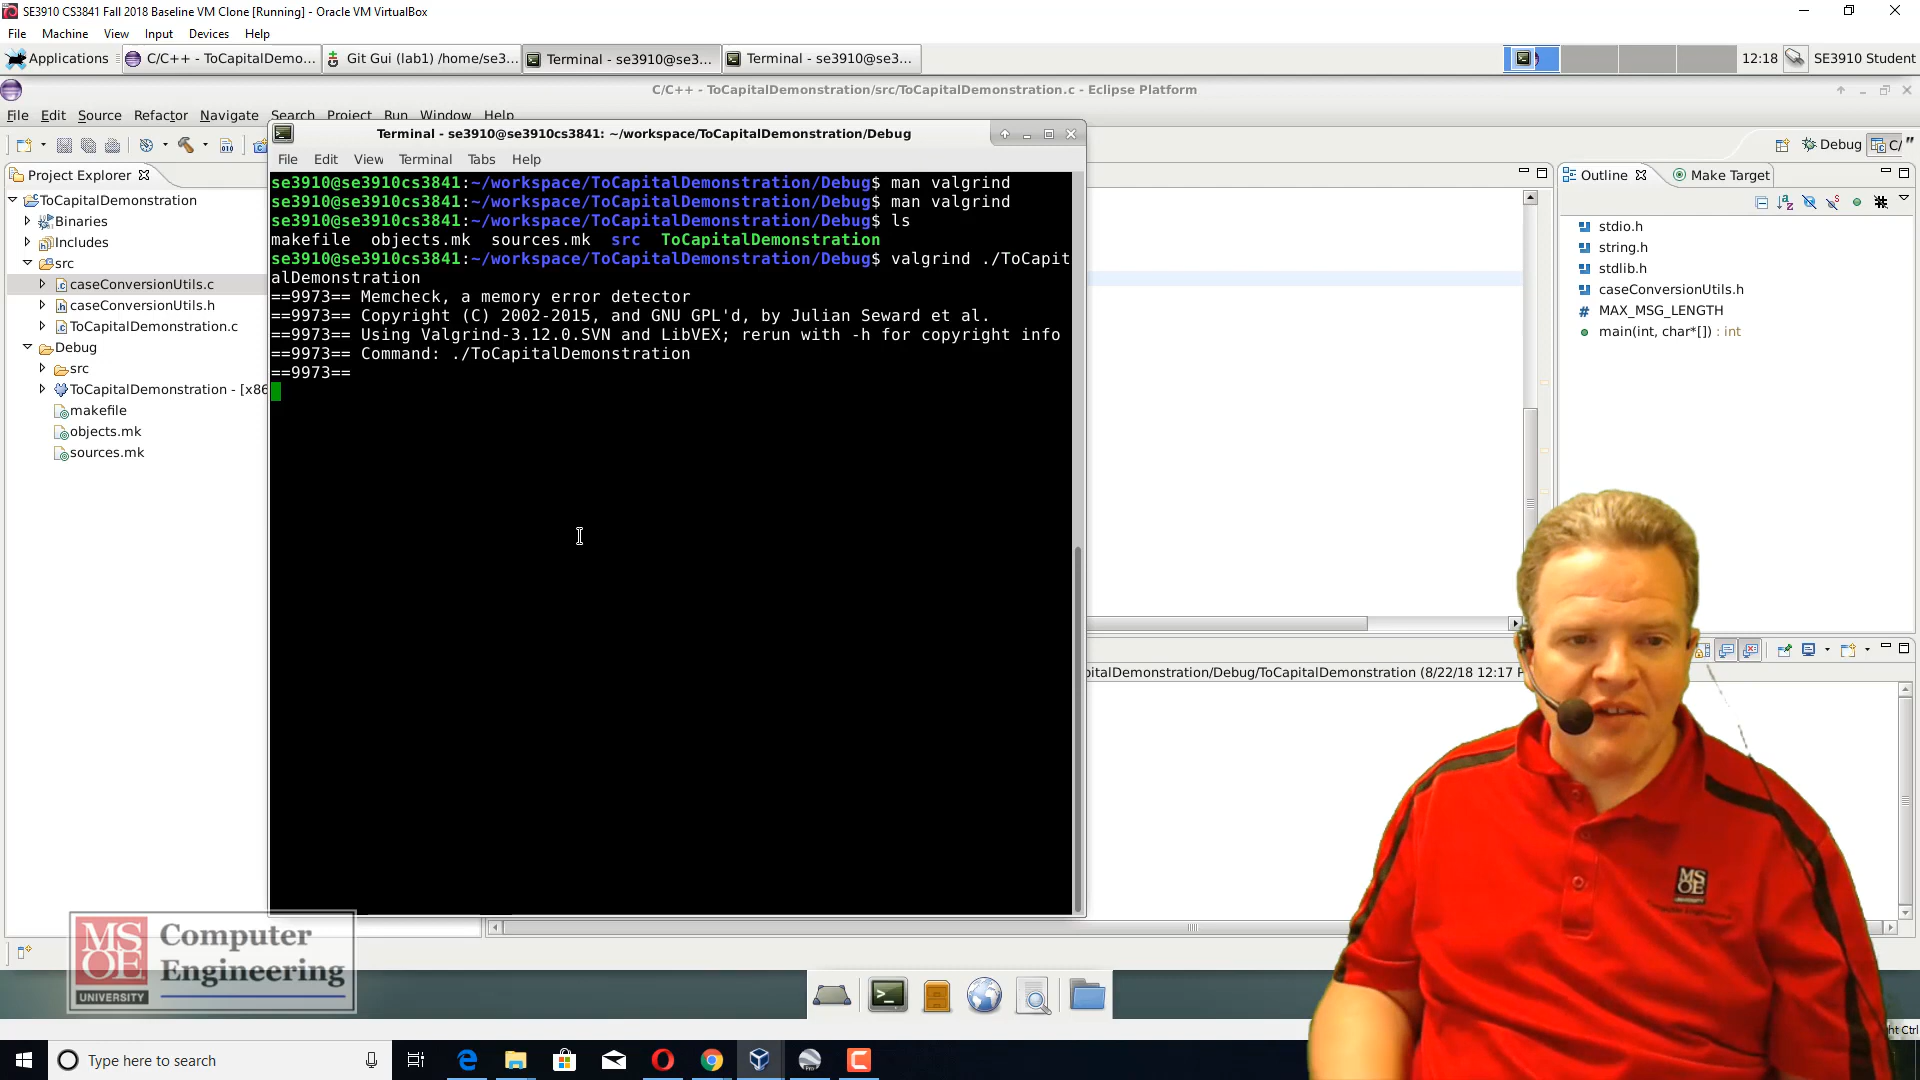 SE3910 CS3841 Fall 2018 Baseline VM Clone [Running] - Oracle VM VirtualBox
File Machine View Input Devices Help
Applications C/C++ - ToCapitalDemo... Git Gui (lab1) /home/se3... Terminal - se3910@se3... Terminal - se3910@se3... 12:18 SE3910 Student
C/C++ - ToCapitalDemonstration/src/ToCapitalDemonstration.c - Eclipse Platform
File Edit Source Refactor Navigate Search Project Run Window Help
Debug C/ "
Terminal - se3910@se3910cs3841: ~/workspace/ToCapitalDemonstration/Debug
File Edit View Terminal Tabs Help
Project Explorer
ToCapitalDemonstration
Binaries
Includes
src
caseConversionUtils.c
caseConversionUtils.h
ToCapitalDemonstration.c
Debug
src
ToCapitalDemonstration - [x86
makefile
objects.mk
sources.mk
se3910@se3910cs3841:~/workspace/ToCapitalDemonstration/Debug$ man valgrind
se3910@se3910cs3841:~/workspace/ToCapitalDemonstration/Debug$ man valgrind
se3910@se3910cs3841:~/workspace/ToCapitalDemonstration/Debug$ ls
makefile objects.mk sources.mk src ToCapitalDemonstration
se3910@se3910cs3841:~/workspace/ToCapitalDemonstration/Debug$ valgrind ./ToCapit
alDemonstration
==9973== Memcheck, a memory error detector
==9973== Copyright (C) 2002-2015, and GNU GPL'd, by Julian Seward et al.
==9973== Using Valgrind-3.12.0.SVN and LibVEX; rerun with -h for copyright info
==9973== Command: ./ToCapitalDemonstration
==9973==
Outline Make Target
stdio.h
string.h
stdlib.h
caseConversionUtils.h
MAX_MSG_LENGTH
main(int, char*[]) : int
pitalDemonstration/Debug/ToCapitalDemonstration (8/22/18 12:17 P
MS
OE
MS
OE
UNIVERSITY
Computer
Engineering
ht Ctrl
Type here to search